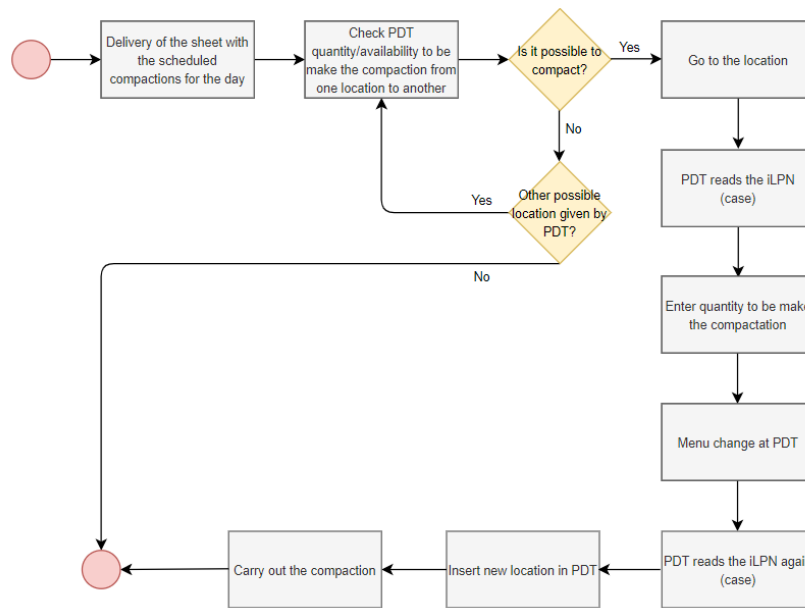 Delivery of the sheet with
the scheduled
compactions for the day
Check PDT
quantity/availability to be
make the compaction from
one location to another
Is it possible to
compact?
Yes
Go to the location
No
PDT reads the iLPN
(case)
Other possible
location given by
PDT?
Yes
No
Enter quantity to be make
the compactation
Menu change at PDT
PDT reads the iLPN again
(case)
Insert new location in PDT
Carry out the compaction